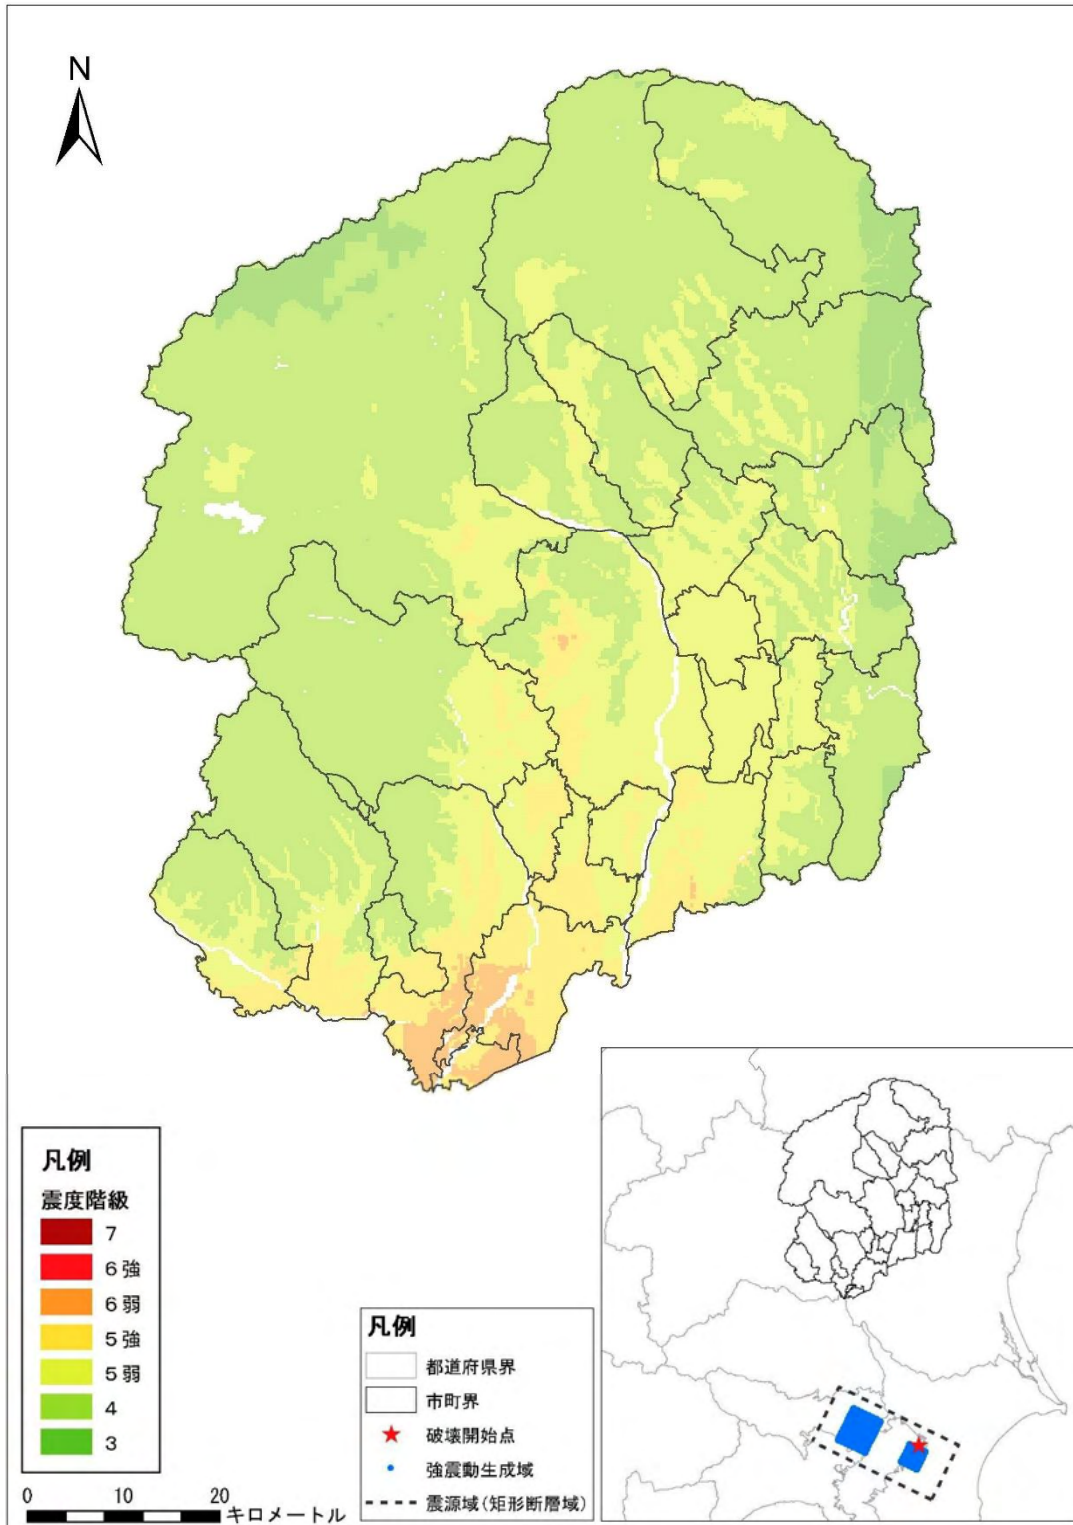 N
凡例
震度階級
7
6強
6弱
5強
5弱
4
3
0 10 20
キロメートル
凡例
都道府県界
市町界
破壊開始点
強震動生成域
震源域(矩形断層域)